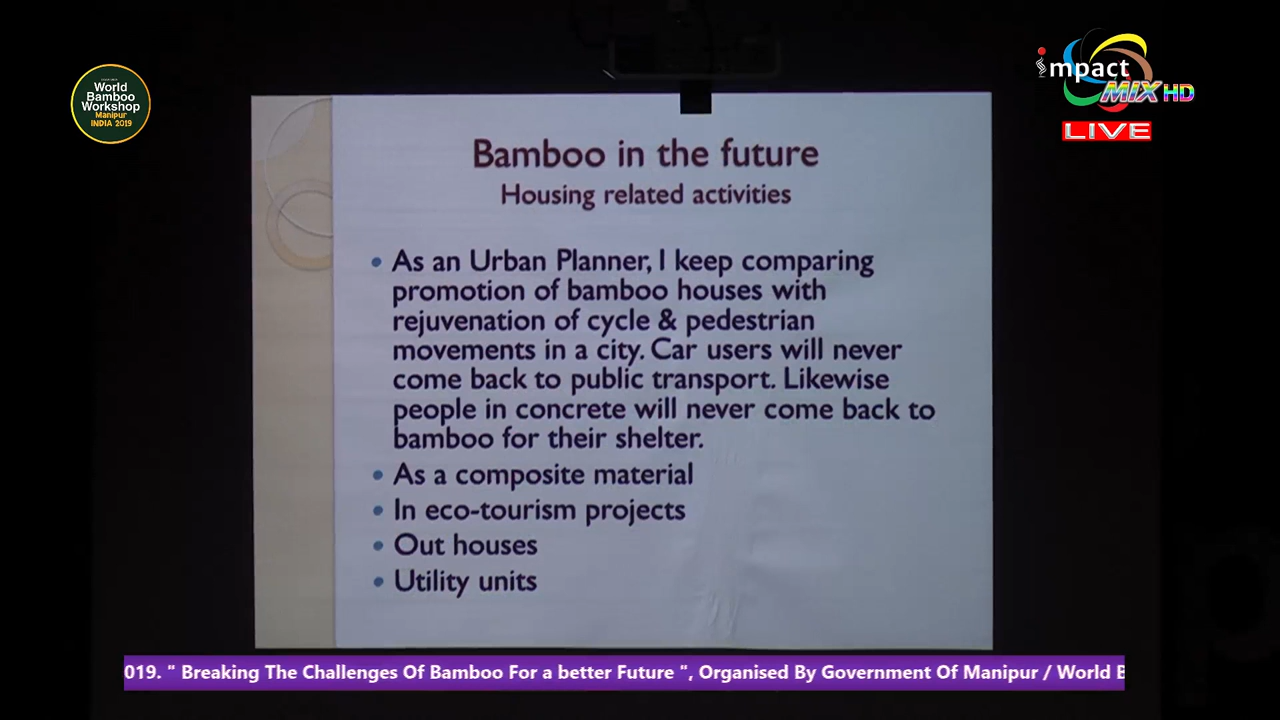 World
Bamboo
Workshop
Manipur
INDIA 2019
impact
MIX HD
LIVE
Bamboo in the future
Housing related activities
• As an Urban Planner, I keep comparing
promotion of bamboo houses with
rejuvenation of cycle & pedestrian
movements in a city. Car users will never
come back to public transport. Likewise
people in concrete will never come back to
bamboo for their shelter.
• As a composite material
• In eco-tourism projects
• Out houses
• Utility units
019. " Breaking The Challenges Of Bamboo For a better Future ", Organised By Government Of Manipur / World B